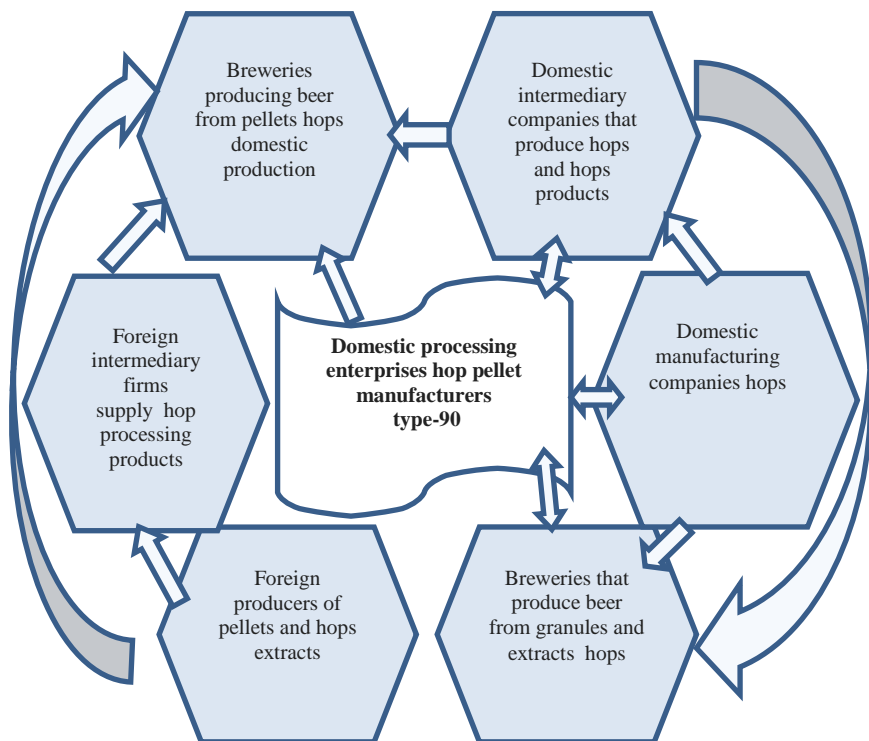 Breweries
producing beer
from pellets hops
domestic
production
Domestic
intermediary
companies that
produce hops
and hops
products
Foreign
intermediary
firms
supply hop
processing
products
Domestic processing
enterprises hop pellet
manufacturers
type-90
Domestic
manufacturing
companies hops
Foreign
producers of
pellets and hops
extracts
Breweries that
produce beer
from granules and
extracts hops